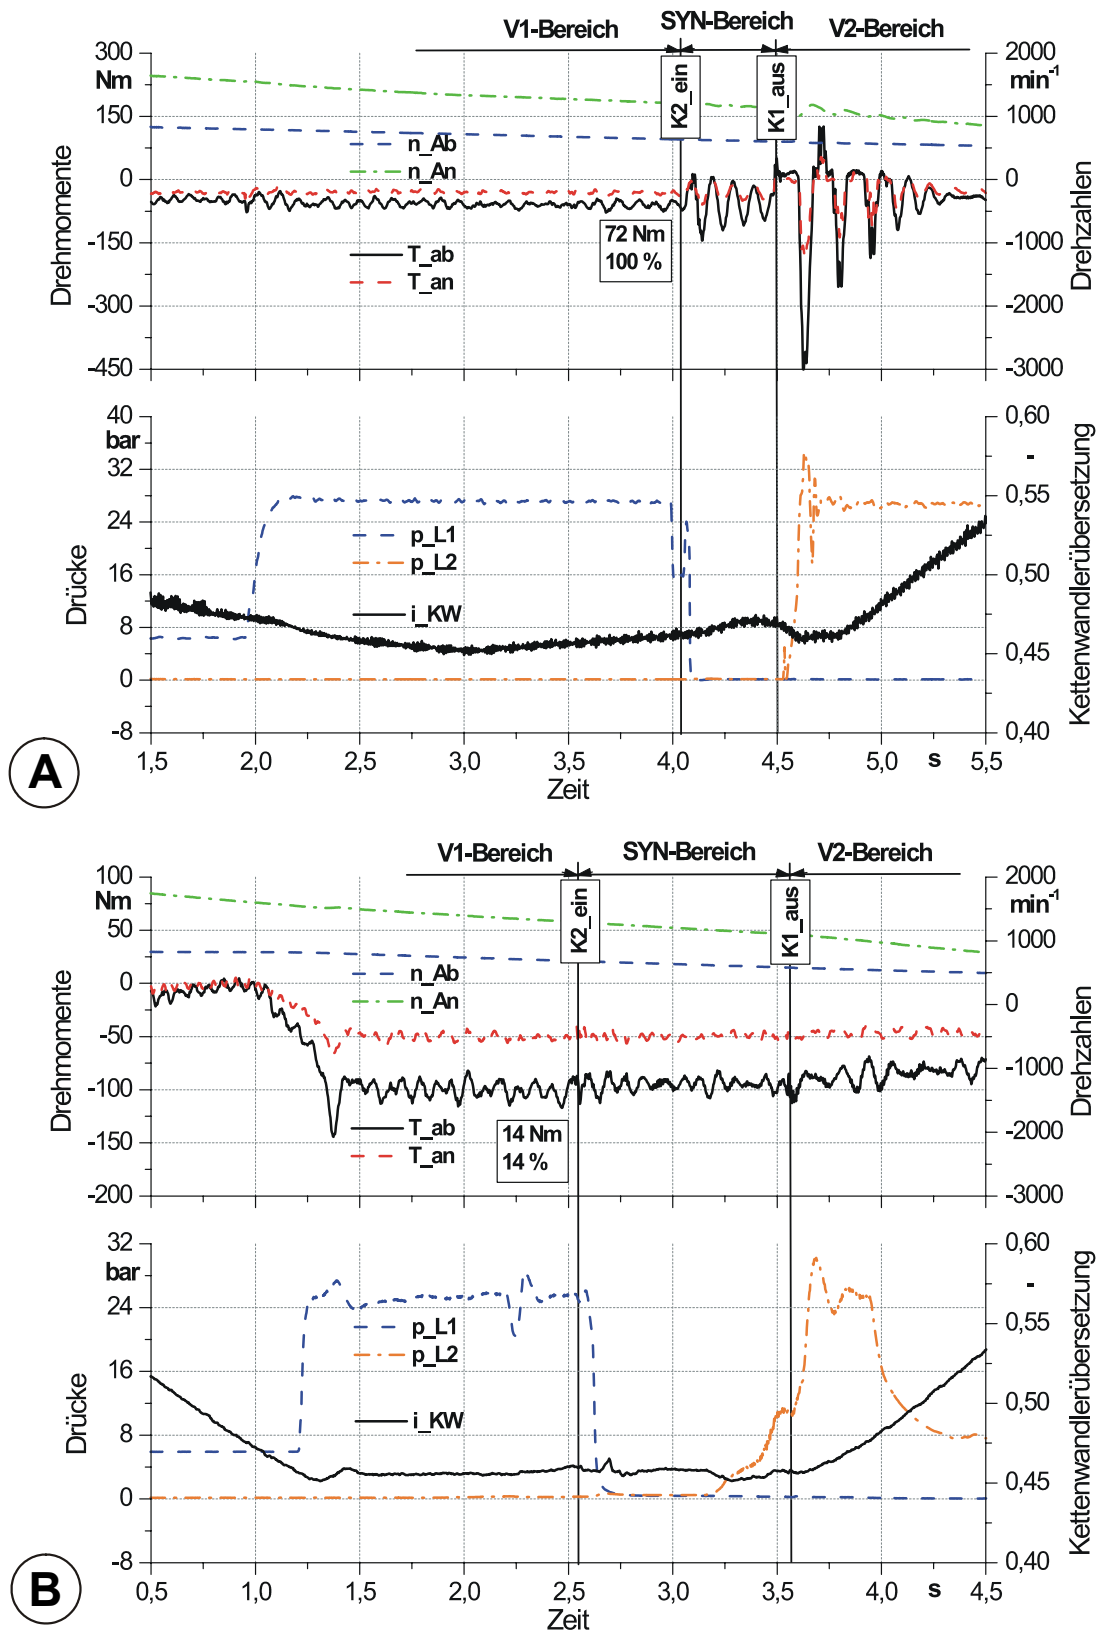 V1-Bereich SYN-Bereich V2-Bereich
300 2000
Nm min⁻¹
150 1000
0 0
-150 -1000
-300 -2000
-450 -3000
K2_ein
K1_aus
n_Ab
n_An
T_ab
T_an
72 Nm
100 %
Drehmomente
Drehzahlen
40 0,60
bar -
32
24 0,55
16 0,50
8
0 0,45
-8 0,40
p_L1
p_L2
i_KW
Drücke
Kettenwandlerübersetzung
1,5 2,0 2,5 3,0 3,5 4,0 4,5 5,0 s 5,5
Zeit
A
V1-Bereich SYN-Bereich V2-Bereich
100 2000
Nm min⁻¹
50 1000
0 0
-50 -1000
-100
-150 -2000
-200 -3000
K2_ein
K1_aus
n_Ab
n_An
T_ab
T_an
14 Nm
14 %
Drehmomente
Drehzahlen
32 0,60
bar -
24 0,55
16 0,50
8
0 0,45
-8 0,40
p_L1
p_L2
i_KW
Drücke
Kettenwandlerübersetzung
0,5 1,0 1,5 2,0 2,5 3,0 3,5 4,0 s 4,5
Zeit
B